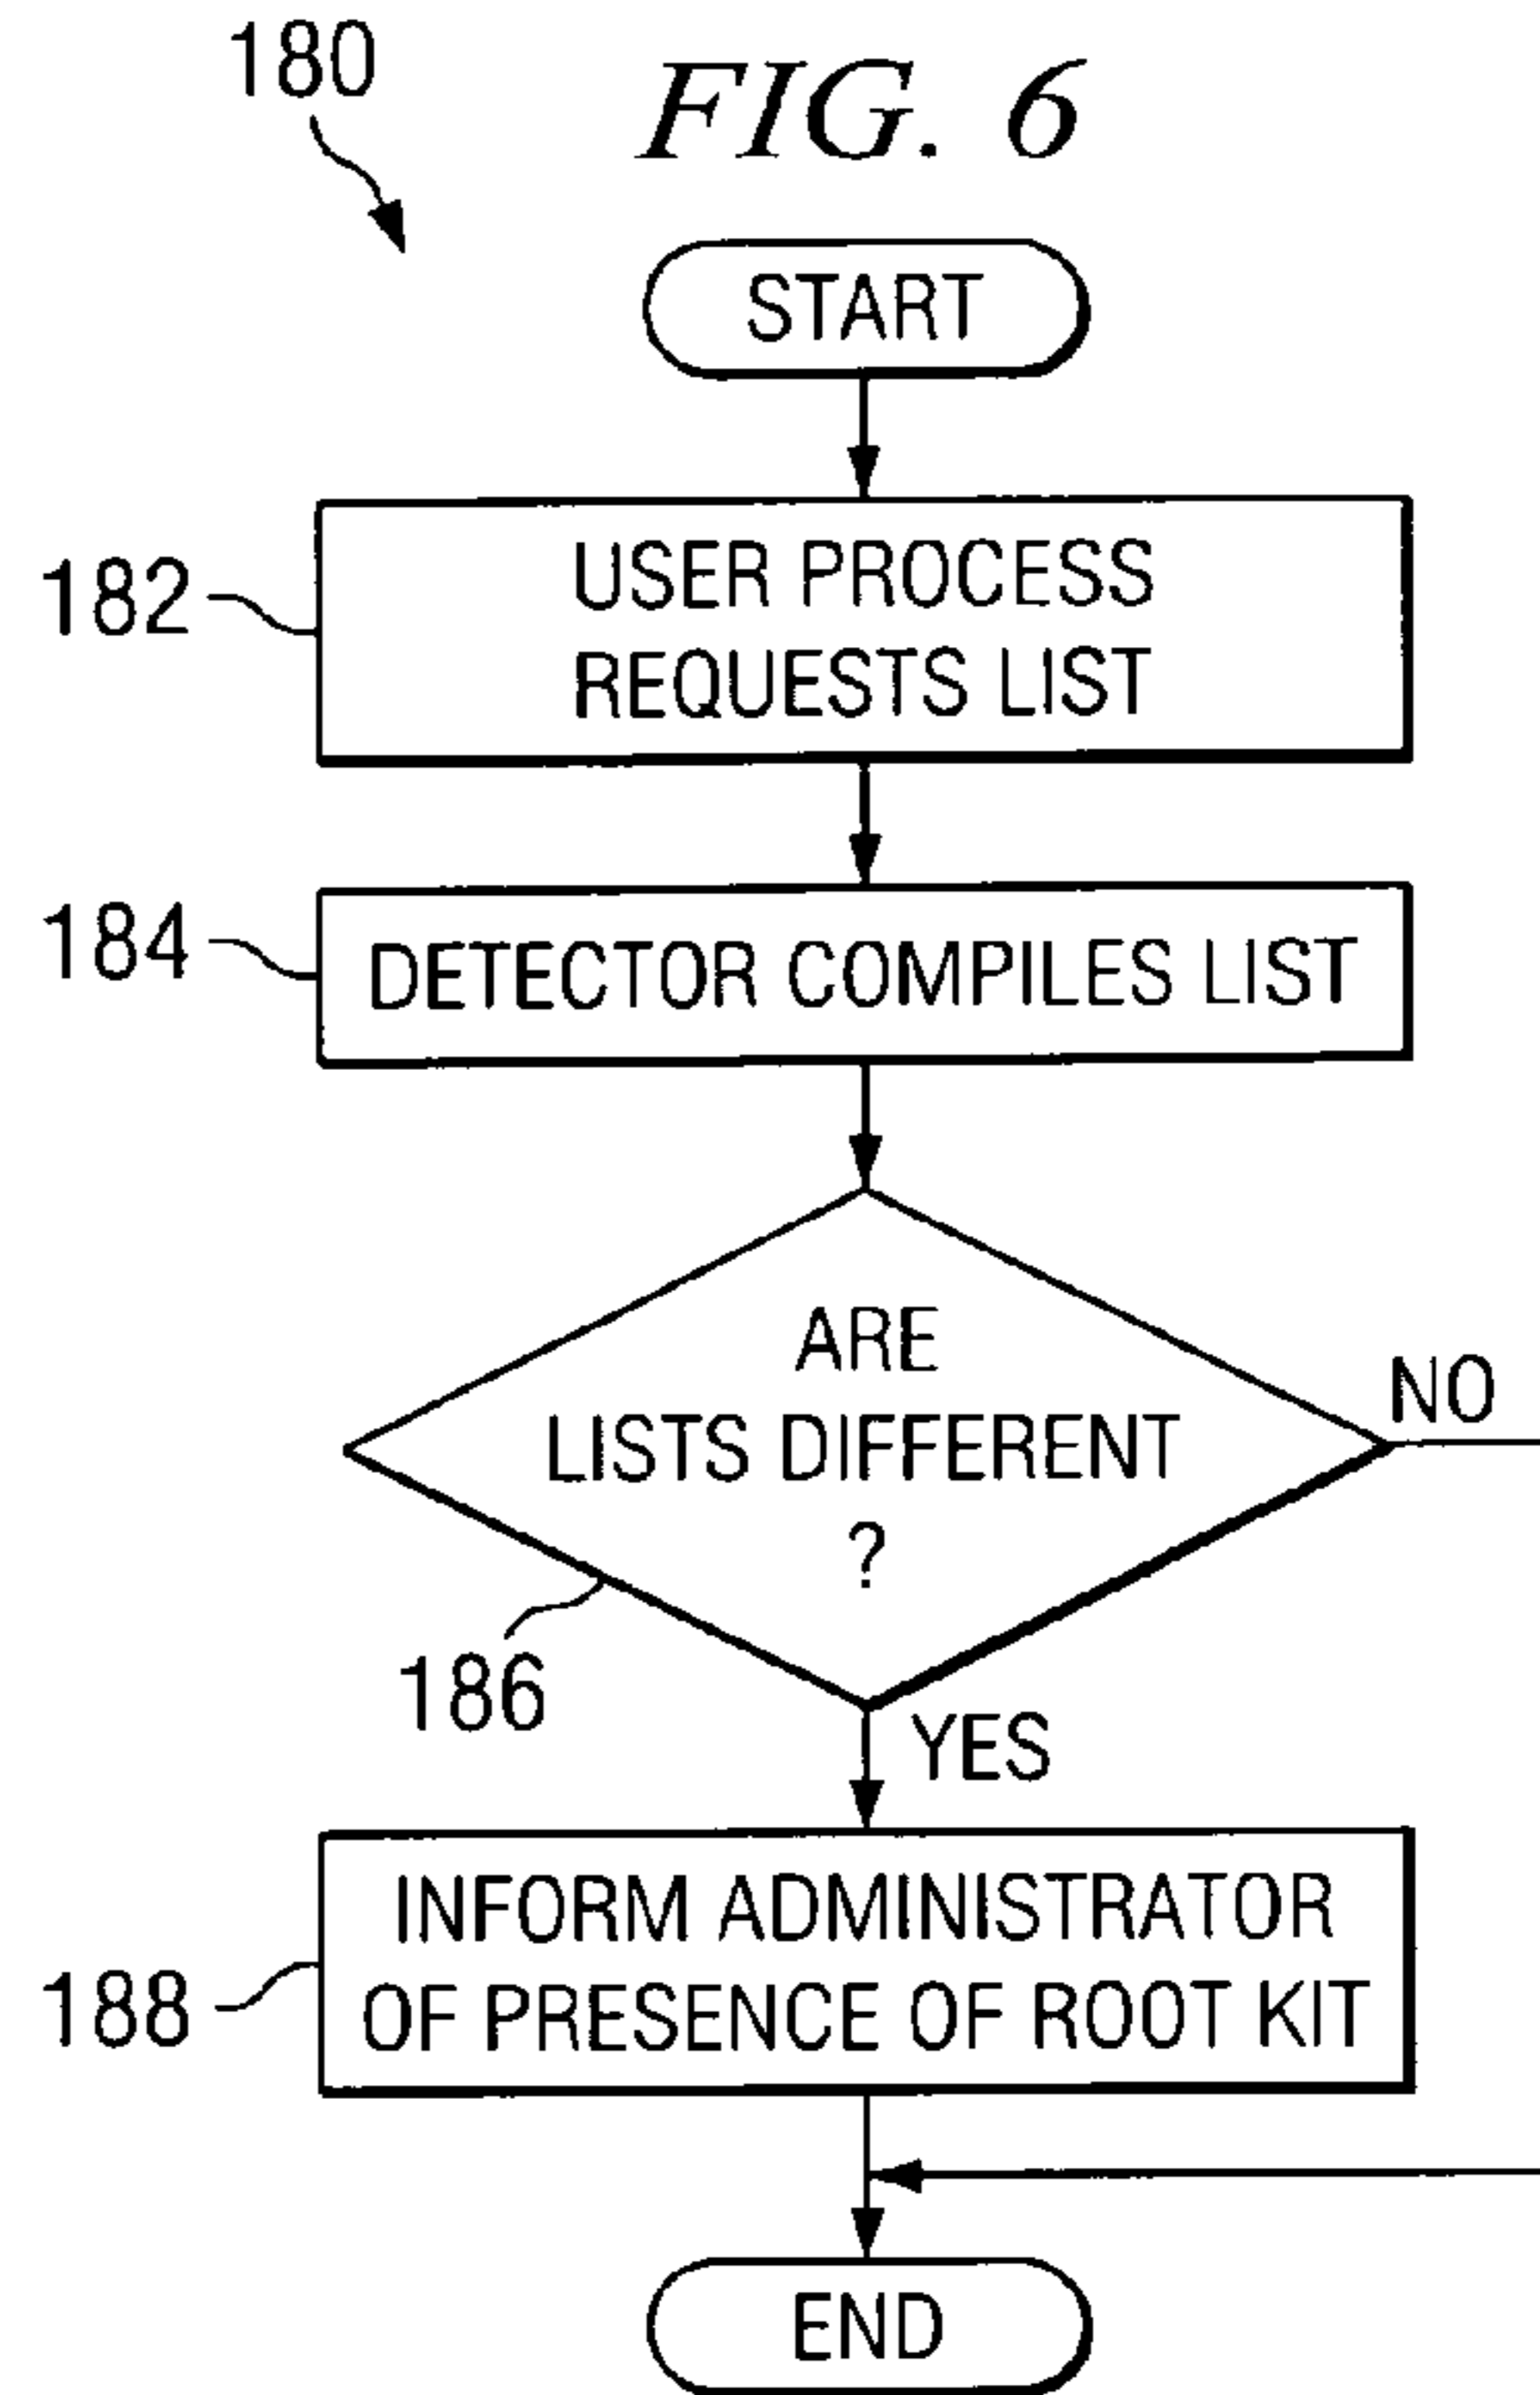 180
FIG. 6
START
182
USER PROCESS
REQUESTS LIST
184
DETECTOR COMPILES LIST
ARE
LISTS DIFFERENT
?
NO
186
YES
188
INFORM ADMINISTRATOR
OF PRESENCE OF ROOT KIT
END